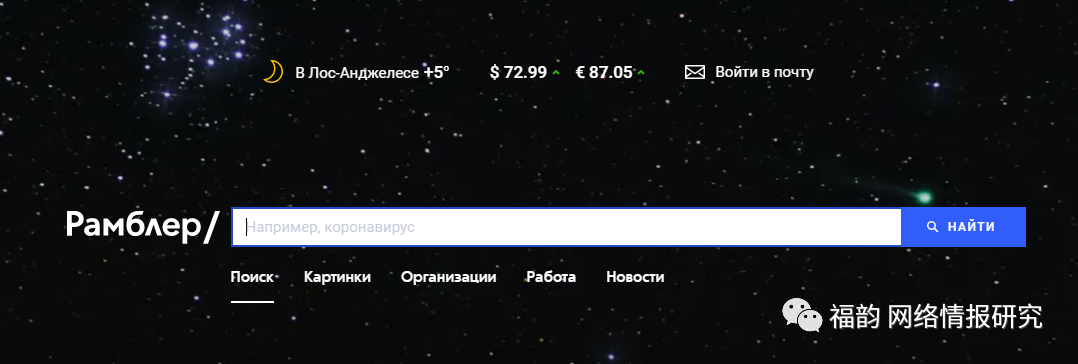 В Лос-Анджелесе +5° $ 72.99 € 87.05 Войти в почту
Рамблер/ Например, коронавирус НАЙТИ
Поиск Картинки Организации Работа Новости
福韵 网络情报研究